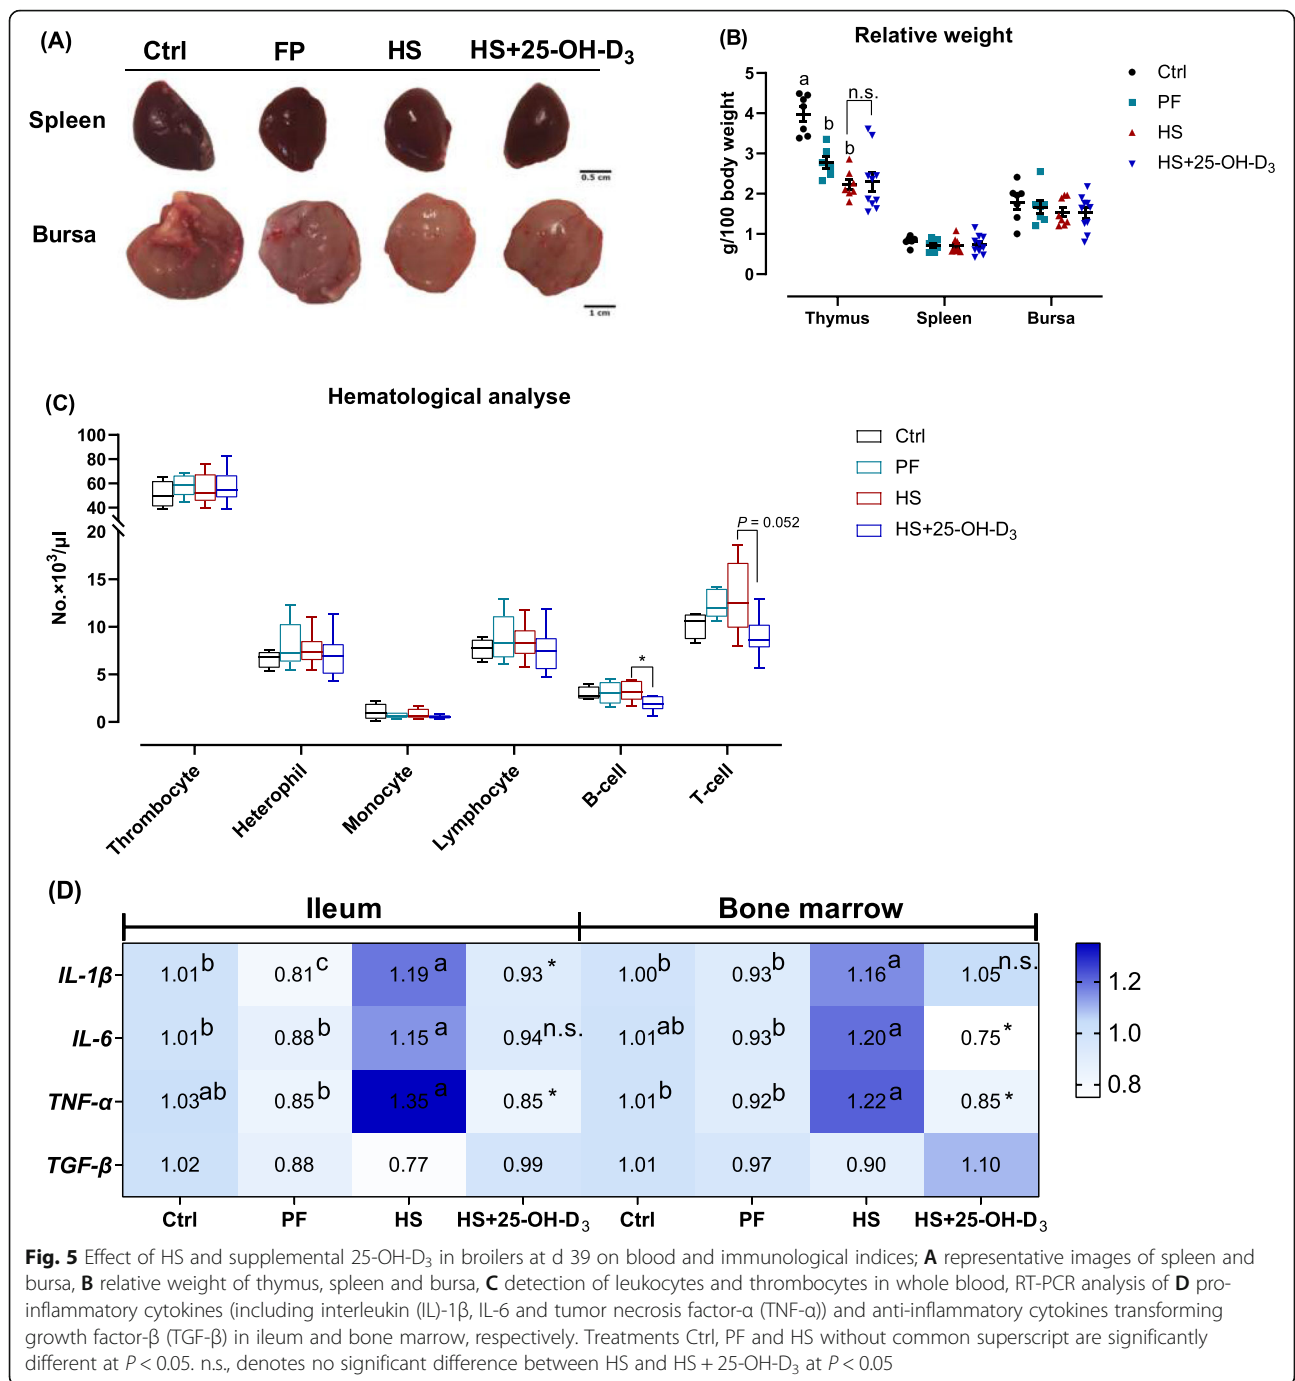 (A)
Ctrl FP HS HS+25-OH-D3
Spleen
0.5 cm
Bursa
1 cm
(B)
Relative weight
5
4
3
2
1
0
g/100 body weight
a
b
b
n.s.
Thymus Spleen Bursa
Ctrl
PF
HS
HS+25-OH-D3
(C)
Hematological analyse
100
80
60
40
20
15
10
5
0
No.×10³/µl
*
P = 0.052
Thrombocyte Heterophil Monocyte Lymphocyte B-cell T-cell
Ctrl
PF
HS
HS+25-OH-D3
(D)
Ileum Bone marrow
IL-1β 1.01b 0.81c 1.19a 0.93* 1.00b 0.93b 1.16a 1.05n.s.
IL-6 1.01b 0.88b 1.15a 0.94n.s. 1.01ab 0.93b 1.20a 0.75*
TNF-α 1.03ab 0.85b 1.35a 0.85* 1.01b 0.92b 1.22a 0.85*
TGF-β 1.02 0.88 0.77 0.99 1.01 0.97 0.90 1.10
Ctrl PF HS HS+25-OH-D3 Ctrl PF HS HS+25-OH-D3
1.2
1.0
0.8
Fig. 5 Effect of HS and supplemental 25-OH-D3 in broilers at d 39 on blood and immunological indices; A representative images of spleen and
bursa, B relative weight of thymus, spleen and bursa, C detection of leukocytes and thrombocytes in whole blood, RT-PCR analysis of D pro-
inflammatory cytokines (including interleukin (IL)-1β, IL-6 and tumor necrosis factor-α (TNF-α)) and anti-inflammatory cytokines transforming
growth factor-β (TGF-β) in ileum and bone marrow, respectively. Treatments Ctrl, PF and HS without common superscript are significantly
different at P < 0.05. n.s., denotes no significant difference between HS and HS + 25-OH-D3 at P < 0.05